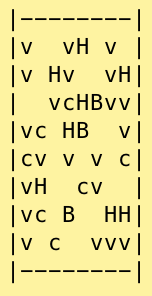 |--------|
|v  vH v |
|v Hv  vH|
|  vcHBvv|
|vc HB  v|
|cv v v c|
|vH  cv  |
|vc B  HH|
|v c  vvv|
|--------|